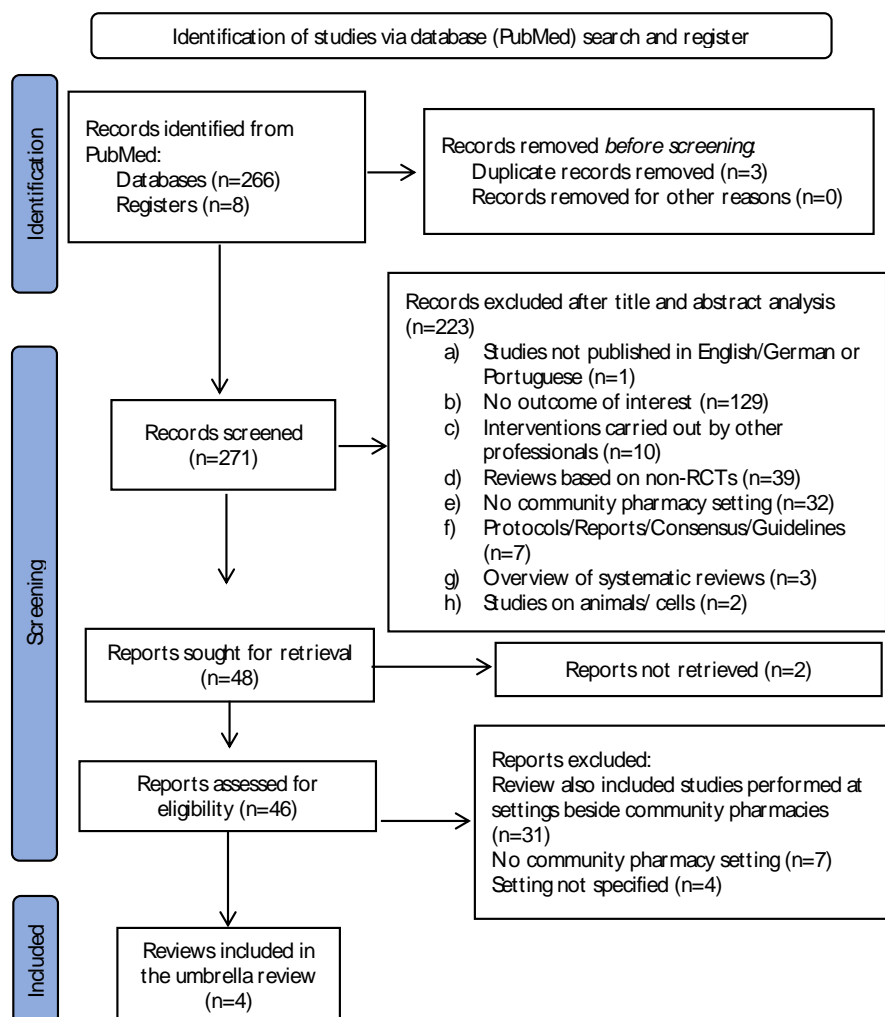 Identification of studies via database (PubMed) search and register
Identification
Records identified from
PubMed:
Databases (n=266)
Registers (n=8)
Records removed before screening:
Duplicate records removed (n=3)
Records removed for other reasons (n=0)
Screening
Records screened
(n=271)
Records excluded after title and abstract analysis
(n=223)
a) Studies not published in English/German or
Portuguese (n=1)
b) No outcome of interest (n=129)
c) Interventions carried out by other
professionals (n=10)
d) Reviews based on non-RCTs (n=39)
e) No community pharmacy setting (n=32)
f) Protocols/Reports/Consensus/Guidelines
(n=7)
g) Overview of systematic reviews (n=3)
h) Studies on animals/ cells (n=2)
Reports sought for retrieval
(n=48)
Reports not retrieved (n=2)
Reports assessed for
eligibility (n=46)
Reports excluded:
Review also included studies performed at
settings beside community pharmacies
(n=31)
No community pharmacy setting (n=7)
Setting not specified (n=4)
Included
Reviews included in
the umbrella review
(n=4)